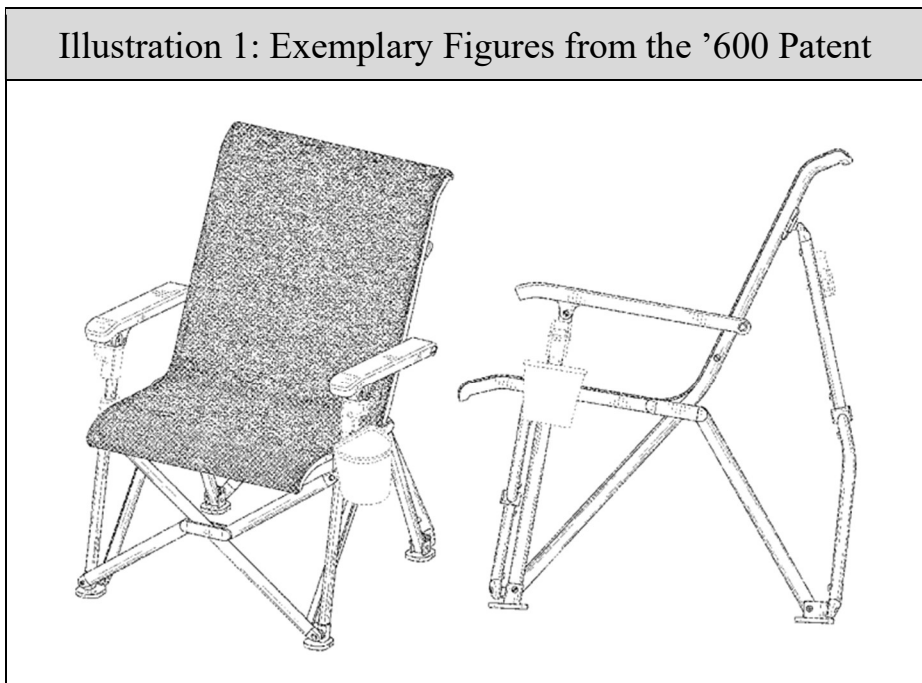 Illustration 1: Exemplary Figures from the ’600 Patent